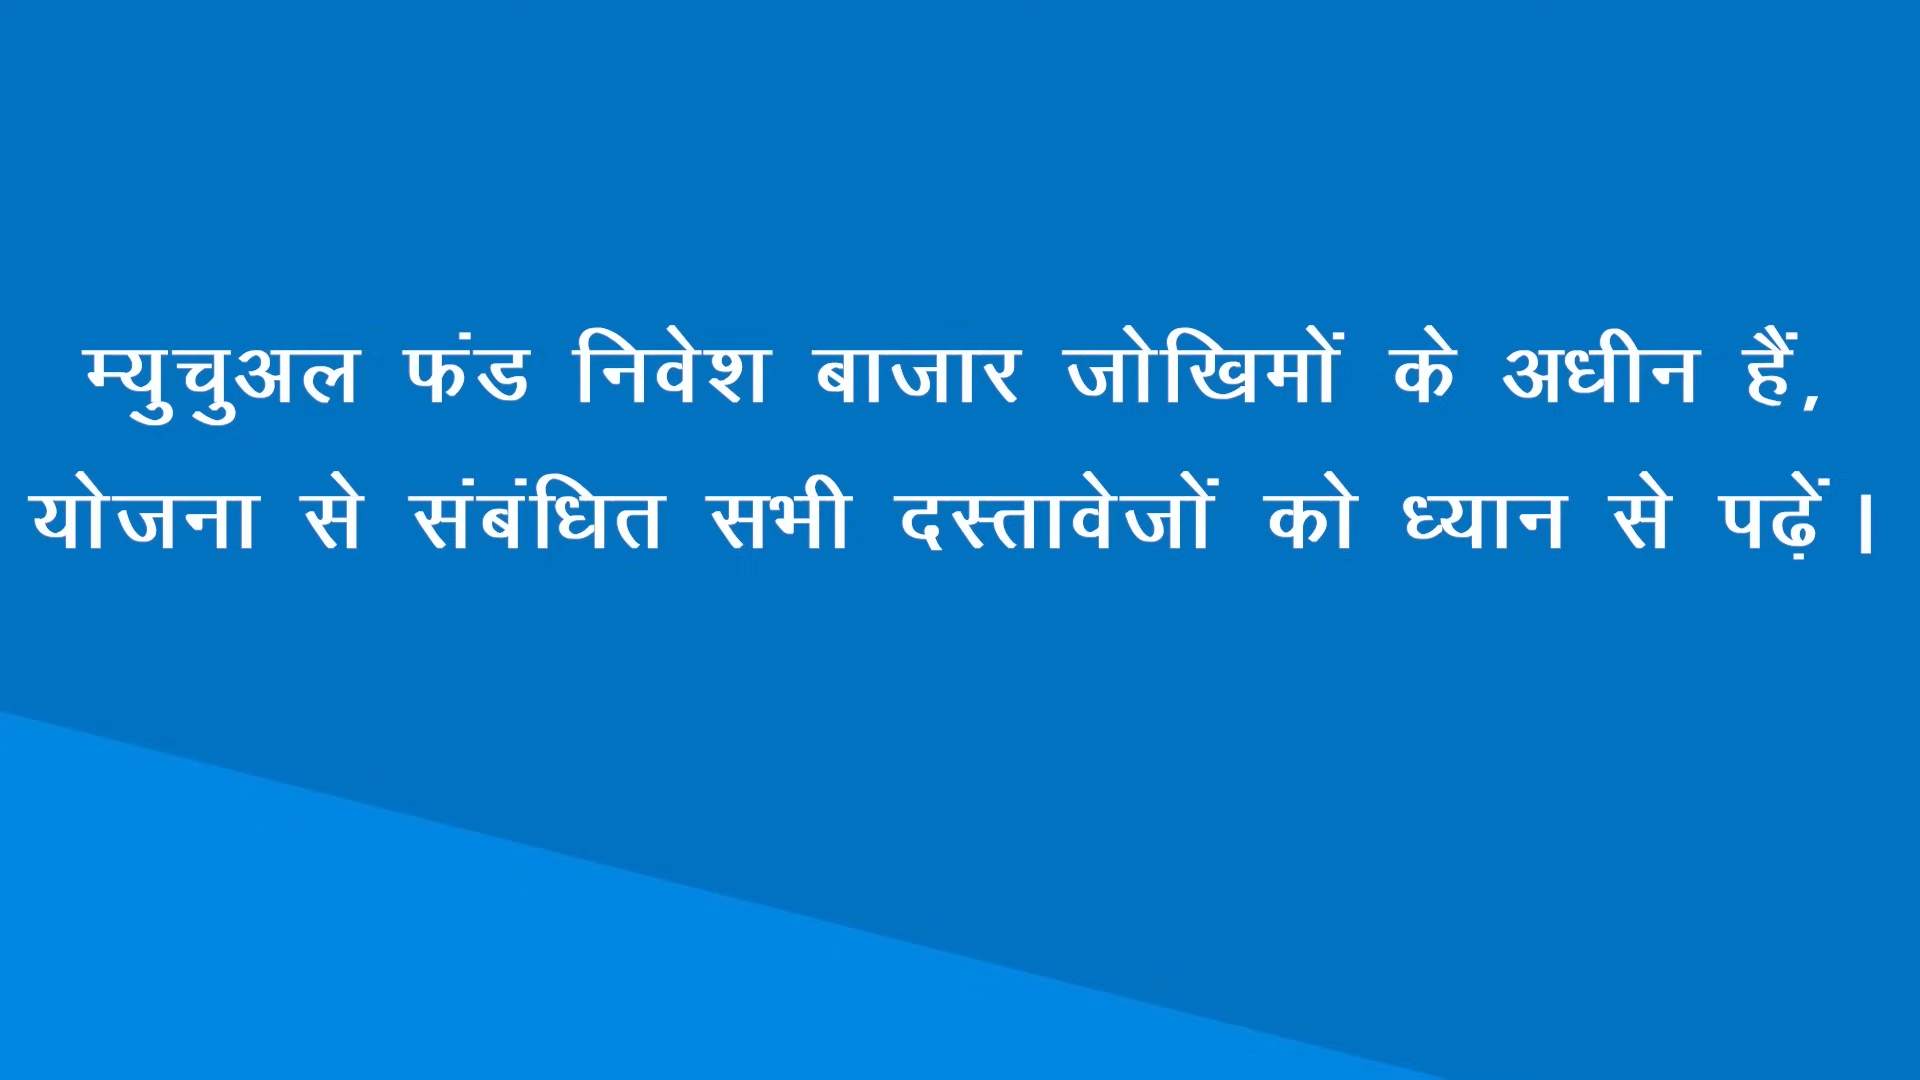 म्युचुअल फंड निवेश बाजार जोखिमों के अधीन हैं,
योजना से संबंधित सभी दस्तावेजों को ध्यान से पढ़ें।